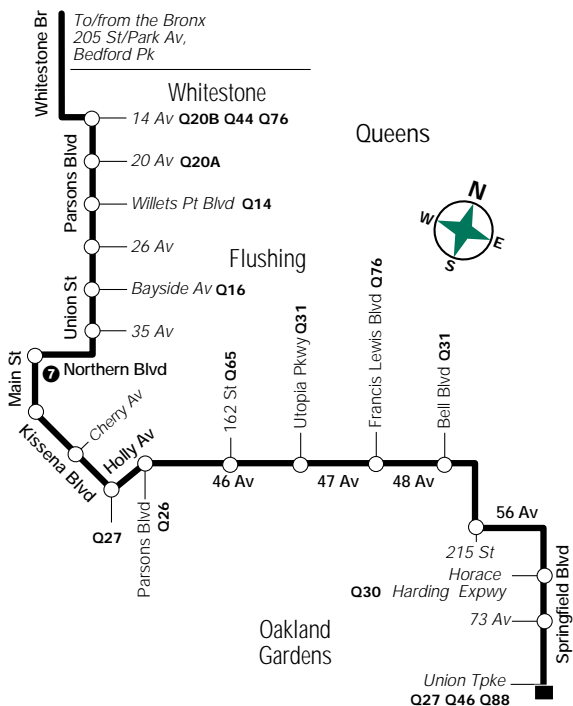 To/from the Bronx
205 St/Park Av,
Bedford Pk
Whitestone Br
Whitestone
14 Av Q20B Q44 Q76
Queens
20 Av Q20A
Parsons Blvd
Willets Pt Blvd Q14
N
W
E
S
26 Av
Flushing
Bayside Av Q16
Union St
35 Av
Main St
7 Northern Blvd
Cherry Av
Kissena Blvd
Holly Av
162 St Q65
Utopia Pkwy Q31
Francis Lewis Blvd Q76
Bell Blvd Q31
46 Av
47 Av
48 Av
Q27
Parsons Blvd
Q26
56 Av
215 St
Horace
Q30 Harding Expwy
73 Av
Springfield Blvd
Oakland
Gardens
Union Tpke
Q27 Q46 Q88